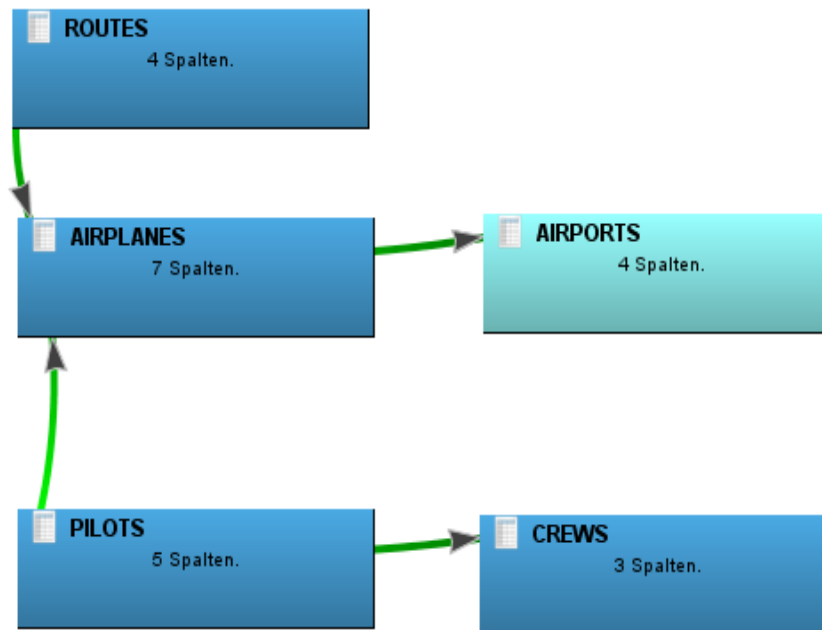 ROUTES
4 Spalten.
AIRPLANES
7 Spalten.
AIRPORTS
4 Spalten.
PILOTS
5 Spalten.
CREWS
3 Spalten.